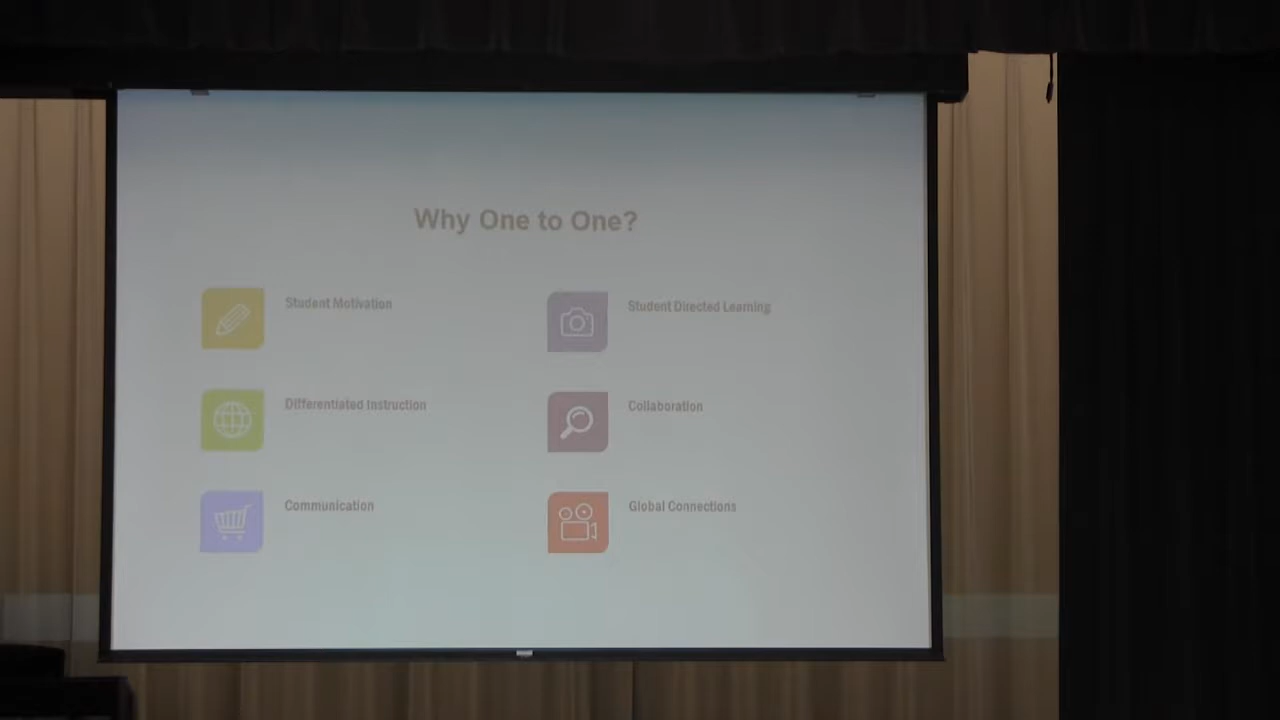 Why One to One?
Student Motivation
Student Directed Learning
Differentiated Instruction
Collaboration
Communication
Global Connections